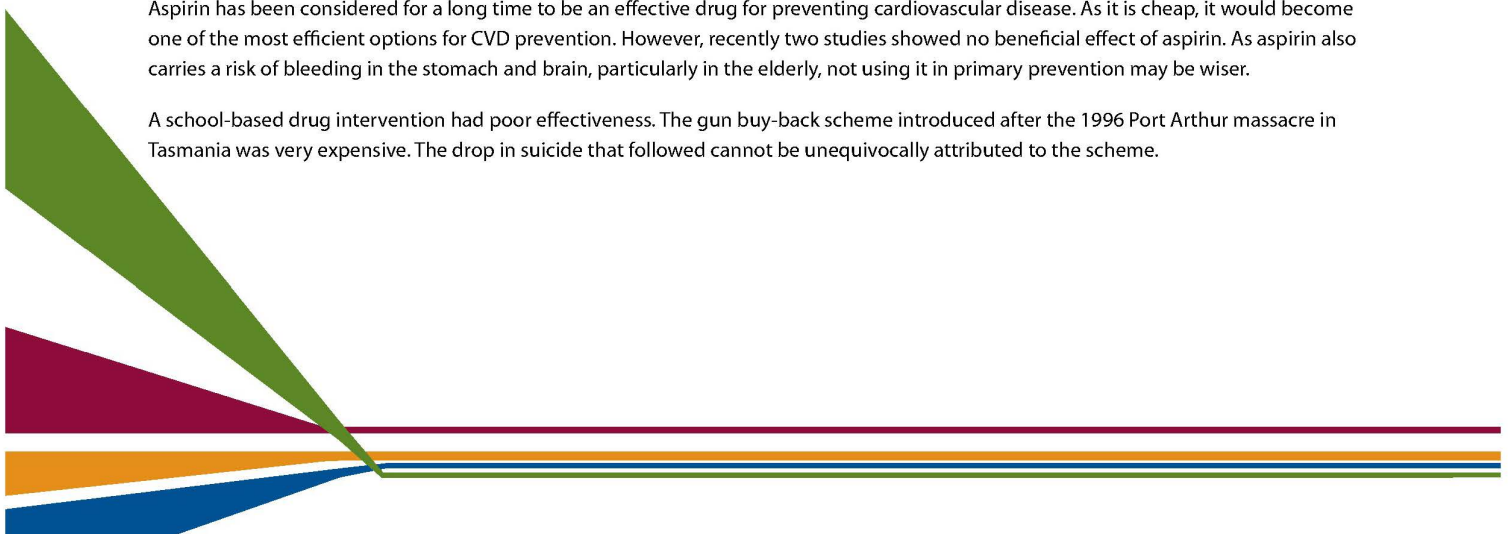 Aspirin has been considered for a long time to be an effective drug for preventing cardiovascular disease. As it is cheap, it would become
one of the most efficient options for CVD prevention. However, recently two studies showed no beneficial effect of aspirin. As aspirin also
carries a risk of bleeding in the stomach and brain, particularly in the elderly, not using it in primary prevention may be wiser.
A school-based drug intervention had poor effectiveness. The gun buy-back scheme introduced after the 1996 Port Arthur massacre in
Tasmania was very expensive. The drop in suicide that followed cannot be unequivocally attributed to the scheme.